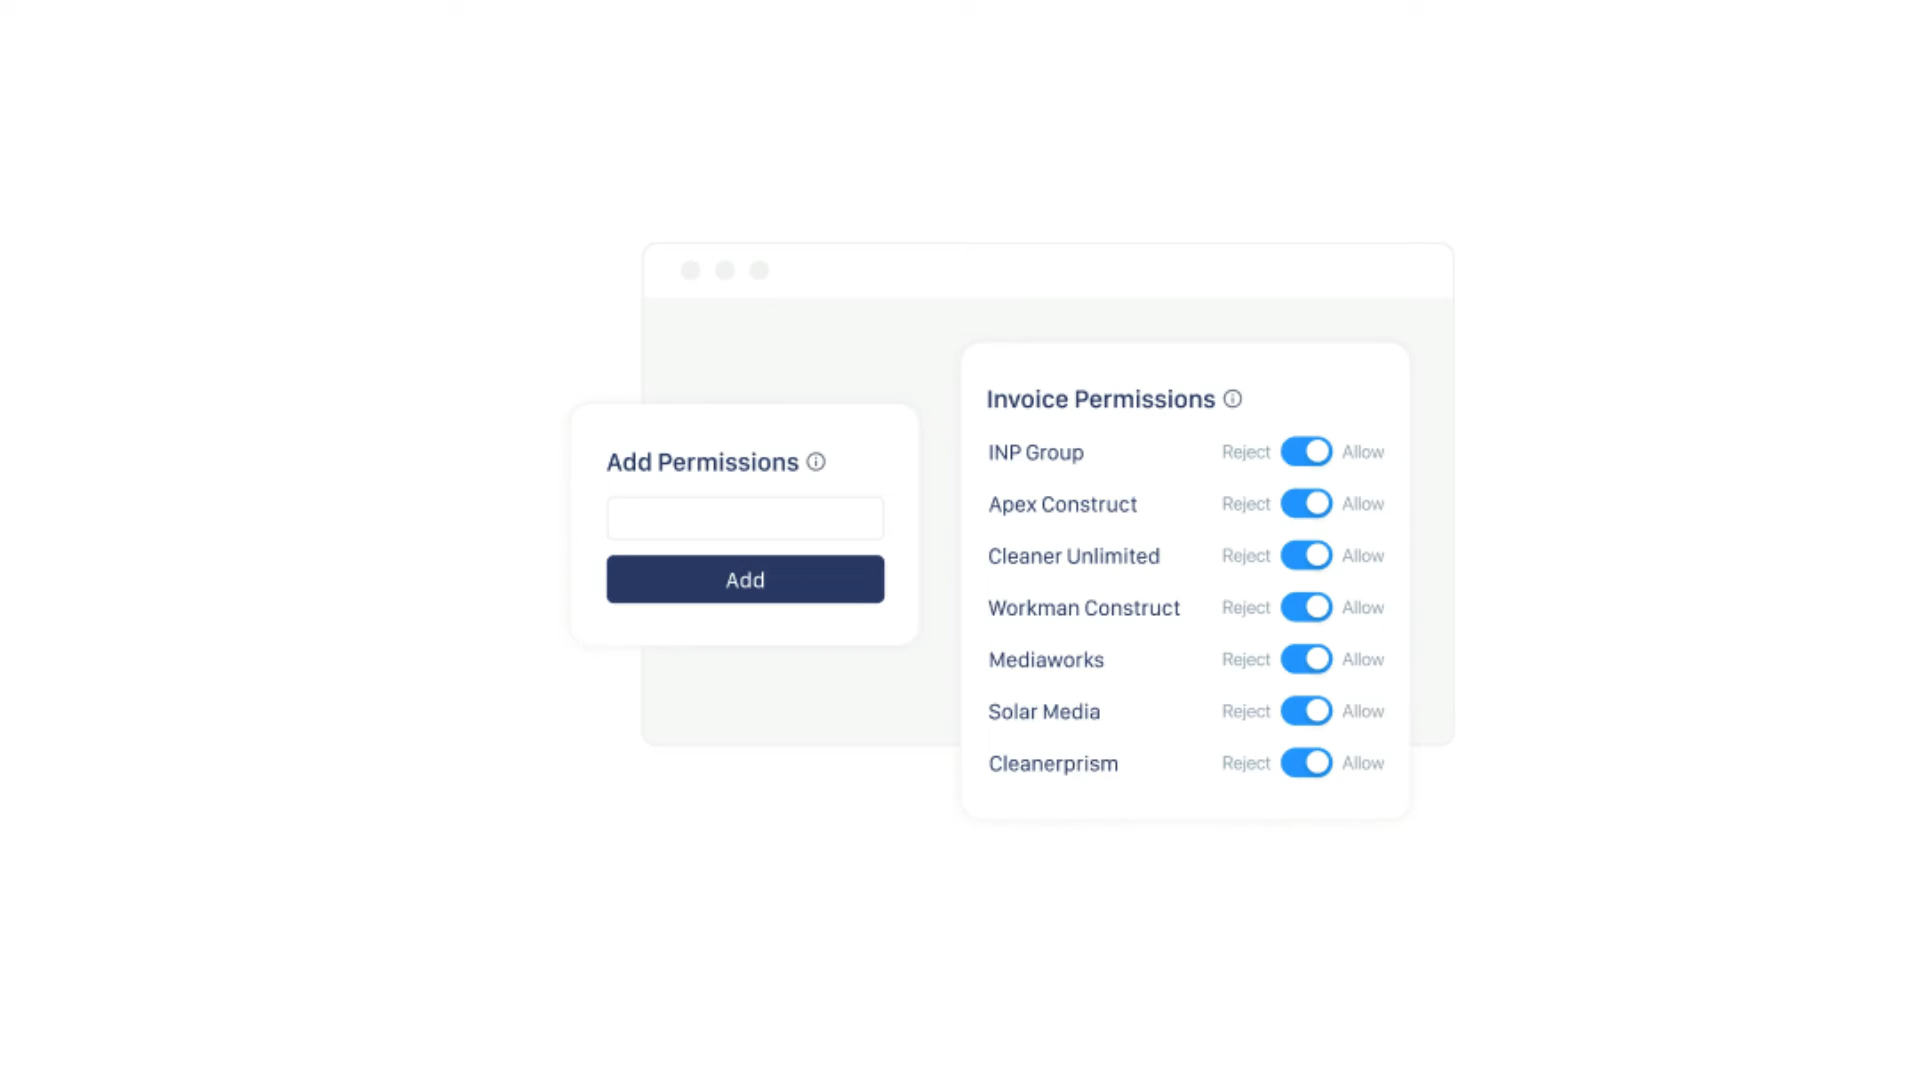 Add Permissions
Add
Invoice Permissions
INP Group Reject Allow
Apex Construct Reject Allow
Cleaner Unlimited Reject Allow
Workman Construct Reject Allow
Mediaworks Reject Allow
Solar Media Reject Allow
Cleanerprism Reject Allow